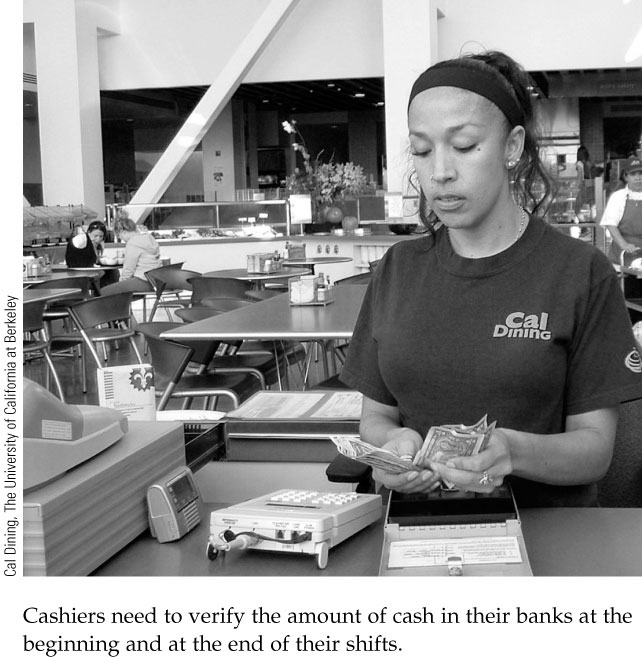 Cal Dining, The University of California at Berkeley
Cal
DINING
Cashiers need to verify the amount of cash in their banks at the
beginning and at the end of their shifts.